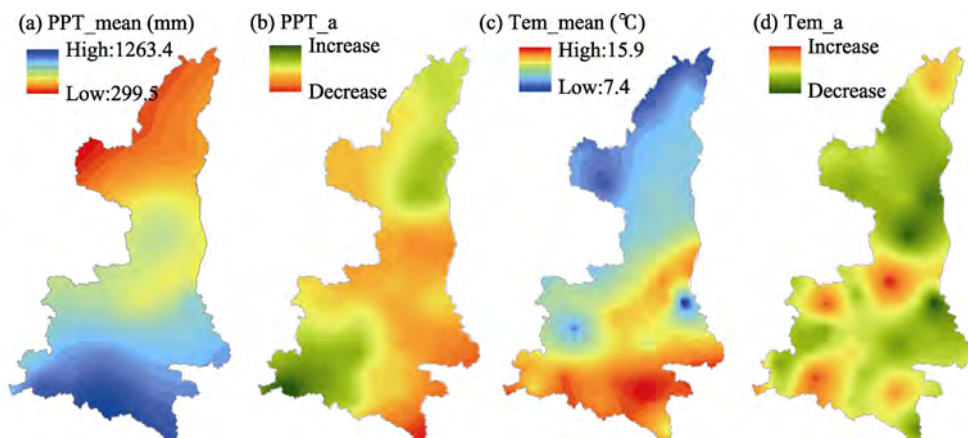 (a) PPT_mean (mm)
High:1263.4
Low:299.5
(b) PPT_a
Increase
Decrease
(c) Tem_mean (℃)
High:15.9
Low:7.4
(d) Tem_a
Increase
Decrease